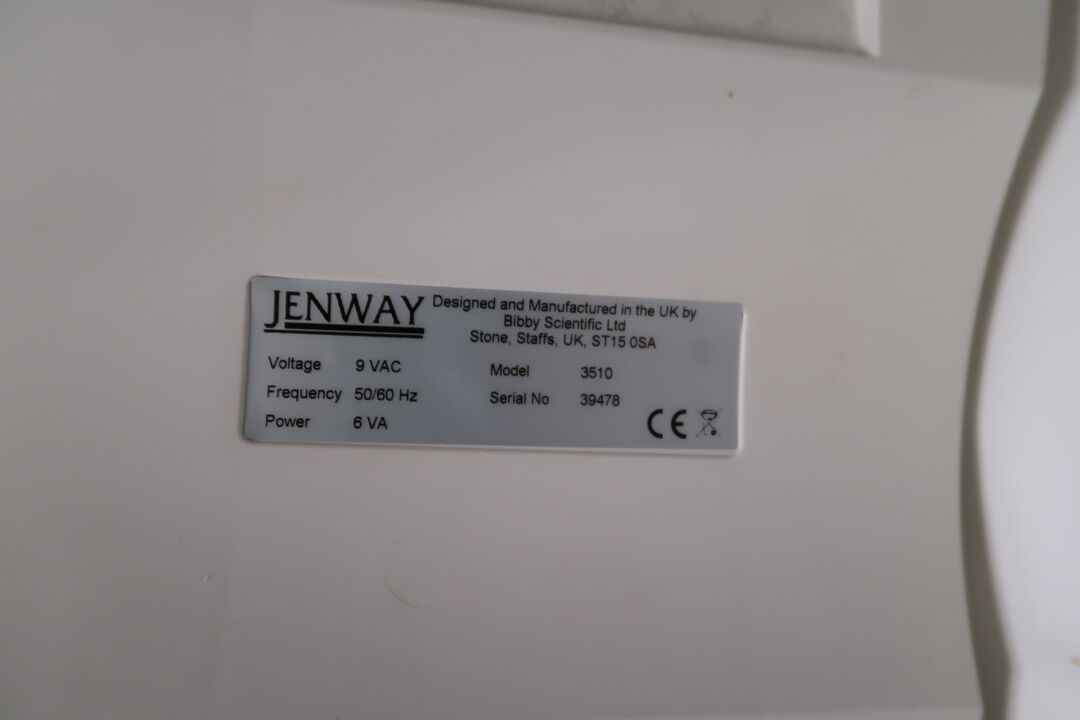 JENWAY
Designed and Manufactured in the UK by
Bibby Scientific Ltd
Stone, Staffs, UK, ST15 0SA
Voltage 9 VAC
Frequency 50/60 Hz
Power 6 VA
Model 3510
Serial No 39478
CE